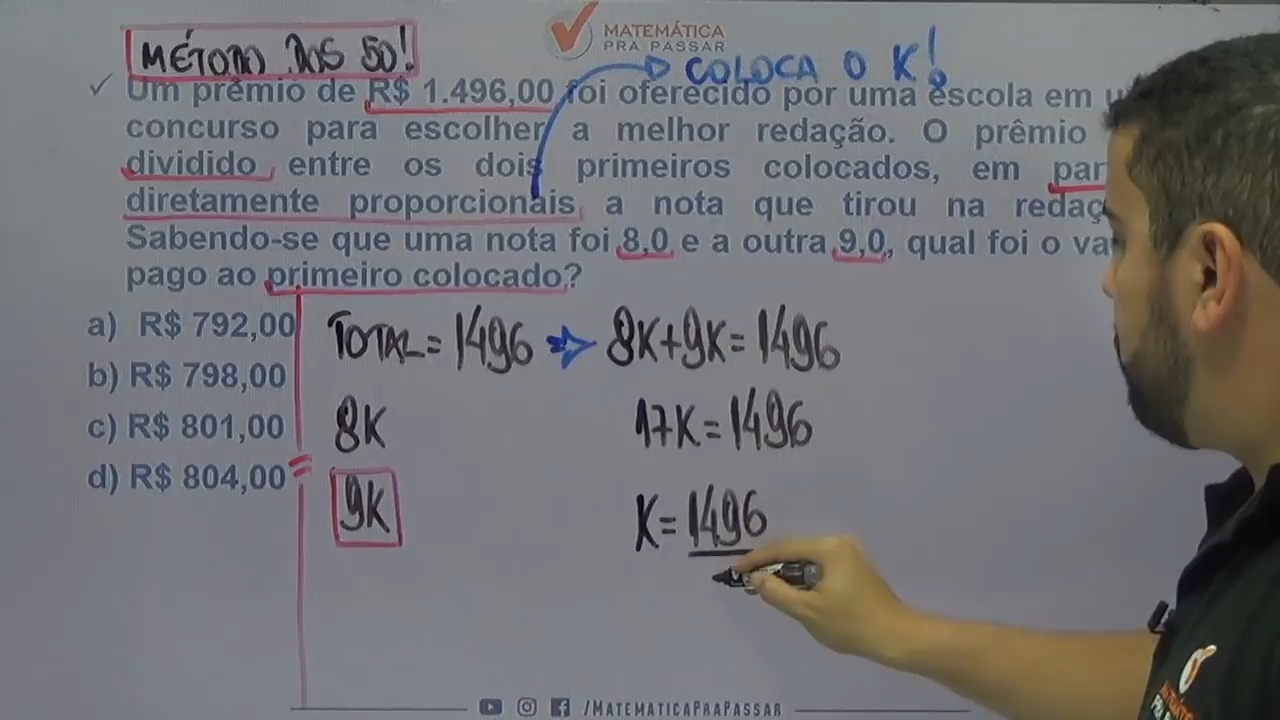 MÉTODO DOS 50!
MATEMÁTICA
PRA PASSAR
COLOCA O K!
✓ Um prêmio de R$ 1.496,00 foi oferecido por uma escola em
concurso para escolher a melhor redação. O prêmio
dividido entre os dois primeiros colocados, em
diretamente proporcionais a nota que tirou na
Sabendo-se que uma nota foi 8,0 e a outra 9,0, qual foi o
pago ao primeiro colocado?
a) R$ 792,00
b) R$ 798,00
c) R$ 801,00
d) R$ 804,00
TOTAL = 1496 ⇒ 8K+9K=1496
8K
17K=1496
9K
K=1496
/MATEMATICAPRAPASSAR